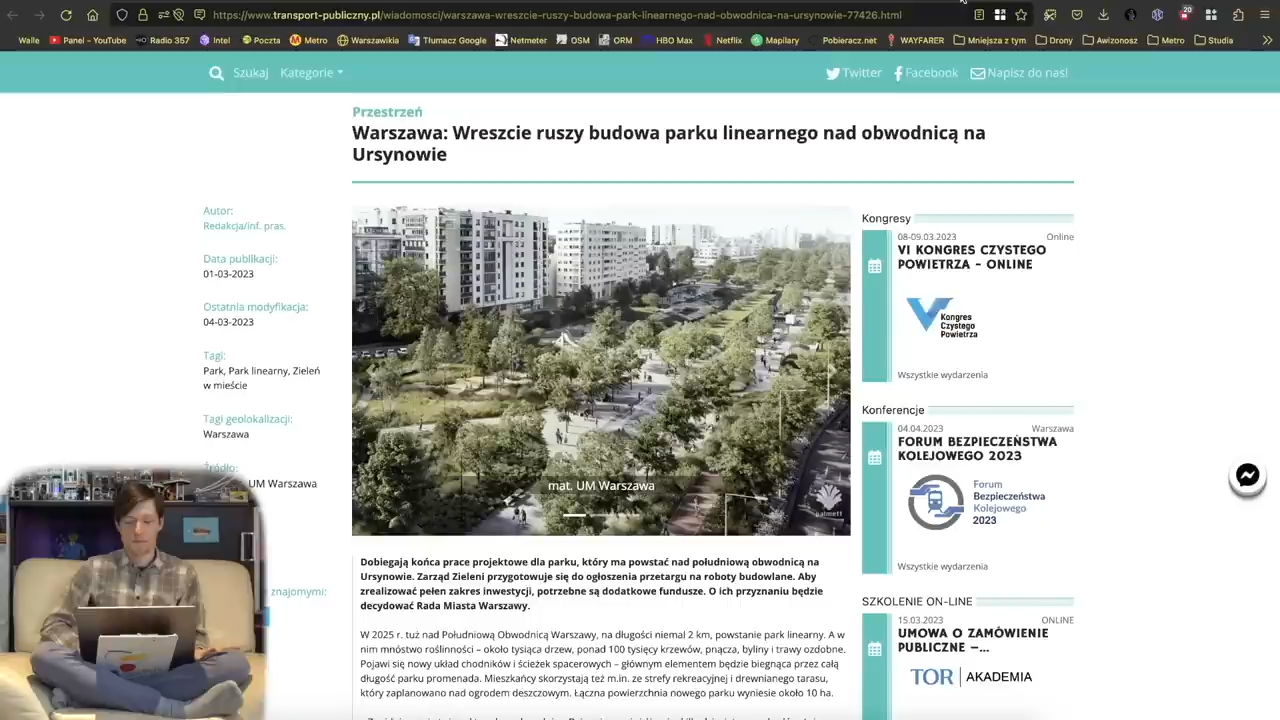 https://www.transport-publiczny.pl/wiadomosci/warszawa-wreszcie-ruszy-budowa-park-linearnego-nad-obwodnica-na-ursynowie-77426.html
20
Walle Panel - YouTube Radio 357 Intel Poczta Metro Warszawikia Tłumacz Google Netmeter OSM ORM HBO Max Netflix Mapilary Pobieracz.net WAYFARER Mniejsza z tym Drony Awizonosz Metro Studia
Szukaj Kategorie Twitter Facebook Napisz do nas!
Przestrzeń
Warszawa: Wreszcie ruszy budowa parku linearnego nad obwodnicą na
Ursynowie
Autor:
Redakcja/inf. pras.
Data publikacji:
01-03-2023
Ostatnia modyfikacja:
04-03-2023
Tagi:
Park, Park linearny, Zieleń
w mieście
Tagi geolokalizacji:
Warszawa
Źródło:
UM Warszawa
znajomymi:
mat. UM Warszawa
palmett
Dobiegają końca prace projektowe dla parku, który ma powstać nad południową obwodnicą na
Ursynowie. Zarząd Zieleni przygotowuje się do ogłoszenia przetargu na roboty budowlane. Aby
zrealizować pełen zakres inwestycji, potrzebne są dodatkowe fundusze. O ich przyznaniu będzie
decydować Rada Miasta Warszawy.
W 2025 r. tuż nad Południową Obwodnicą Warszawy, na długości niemal 2 km, powstanie park linearny. A w
nim mnóstwo roślinności – około tysiąca drzew, ponad 100 tysięcy krzewów, pnącza, byliny i trawy ozdobne.
Pojawi się nowy układ chodników i ścieżek spacerowych – głównym elementem będzie biegnąca przez całą
długość parku promenada. Mieszkańcy skorzystają też m.in. ze strefy rekreacyjnej i drewnianego tarasu,
który zaplanowano nad ogrodem deszczowym. Łączna powierzchnia nowego parku wyniesie około 10 ha.
Kongresy
08-09.03.2023 Online
VI KONGRES CZYSTEGO
POWIETRZA - ONLINE
Kongres
Czystego
Powietrza
Wszystkie wydarzenia
Konferencje
04.04.2023 Warszawa
FORUM BEZPIECZEŃSTWA
KOLEJOWEGO 2023
Forum
Bezpieczeństwa
Kolejowego
2023
Wszystkie wydarzenia
SZKOLENIE ON-LINE
15.03.2023 ONLINE
UMOWA O ZAMÓWIENIE
PUBLICZNE –...
TOR AKADEMIA